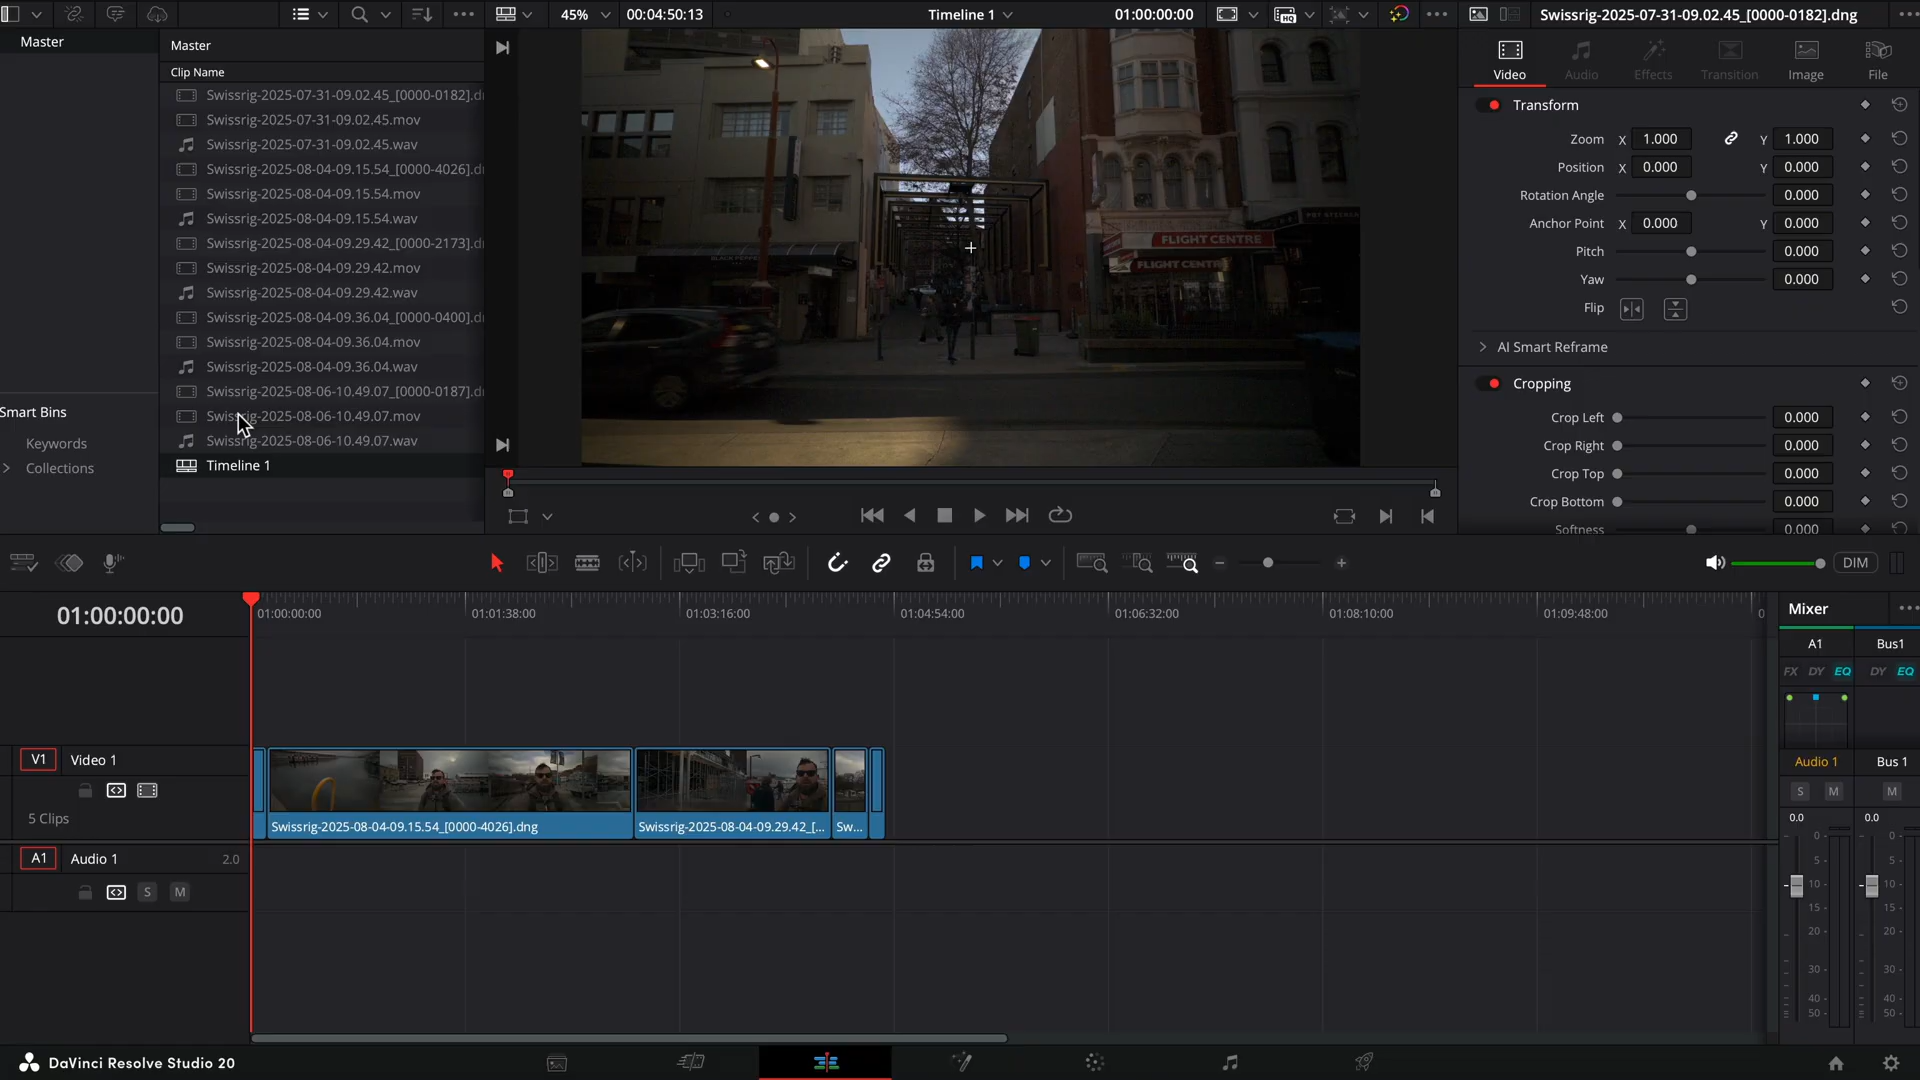 45%
00:04:50:13
Timeline 1
01:00:00:00
Swissrig-2025-07-31-09.02.45_[0000-0182].dng
Master
Master
Clip Name
Swissrig-2025-07-31-09.02.45_[0000-0182].d
Swissrig-2025-07-31-09.02.45.mov
Swissrig-2025-07-31-09.02.45.wav
Swissrig-2025-08-04-09.15.54_[0000-4026].d
Swissrig-2025-08-04-09.15.54.mov
Swissrig-2025-08-04-09.15.54.wav
Swissrig-2025-08-04-09.29.42_[0000-2173].d
Swissrig-2025-08-04-09.29.42.mov
Swissrig-2025-08-04-09.29.42.wav
Swissrig-2025-08-04-09.36.04_[0000-0400].d
Swissrig-2025-08-04-09.36.04.mov
Swissrig-2025-08-04-09.36.04.wav
Swissrig-2025-08-06-10.49.07_[0000-0187].d
Swissrig-2025-08-06-10.49.07.mov
Swissrig-2025-08-06-10.49.07.wav
Timeline 1
Smart Bins
Keywords
Collections
FLIGHT CENTRE
FLIGHT CENTRE
Video
Audio
Effects
Transition
Image
File
Transform
Zoom X 1.000 Y 1.000
Position X 0.000 Y 0.000
Rotation Angle 0.000
Anchor Point X 0.000 Y 0.000
Pitch 0.000
Yaw 0.000
Flip
AI Smart Reframe
Cropping
Crop Left 0.000
Crop Right 0.000
Crop Top 0.000
Crop Bottom 0.000
Softness 0.000
DIM
01:00:00:00
01:00:00:00
01:01:38:00
01:03:16:00
01:04:54:00
01:06:32:00
01:08:10:00
01:09:48:00
0
V1 Video 1
5 Clips
Swissrig-2025-08-04-09.15.54_[0000-4026].dng
Swissrig-2025-08-04-09.29.42_[...
Sw...
A1 Audio 1 2.0
S M
Mixer
A1 Bus1
FX DY EQ DY EQ
Audio 1 Bus 1
S M M
0.0 0.0
0 0
5 5
10 10
15 15
20 20
30 30
40 40
50 50
DaVinci Resolve Studio 20